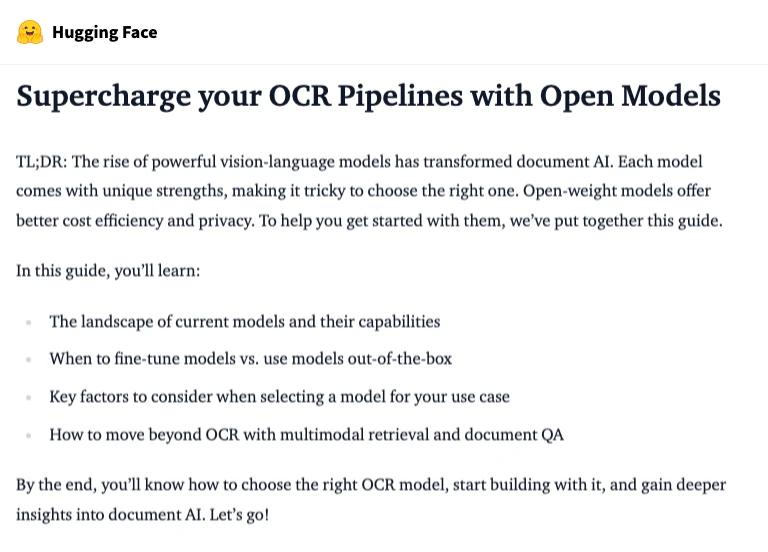 Hugging Face
Supercharge your OCR Pipelines with Open Models
TL;DR: The rise of powerful vision-language models has transformed document AI. Each model
comes with unique strengths, making it tricky to choose the right one. Open-weight models offer
better cost efficiency and privacy. To help you get started with them, we’ve put together this guide.
In this guide, you’ll learn:
The landscape of current models and their capabilities
When to fine-tune models vs. use models out-of-the-box
Key factors to consider when selecting a model for your use case
How to move beyond OCR with multimodal retrieval and document QA
By the end, you’ll know how to choose the right OCR model, start building with it, and gain deeper
insights into document AI. Let’s go!